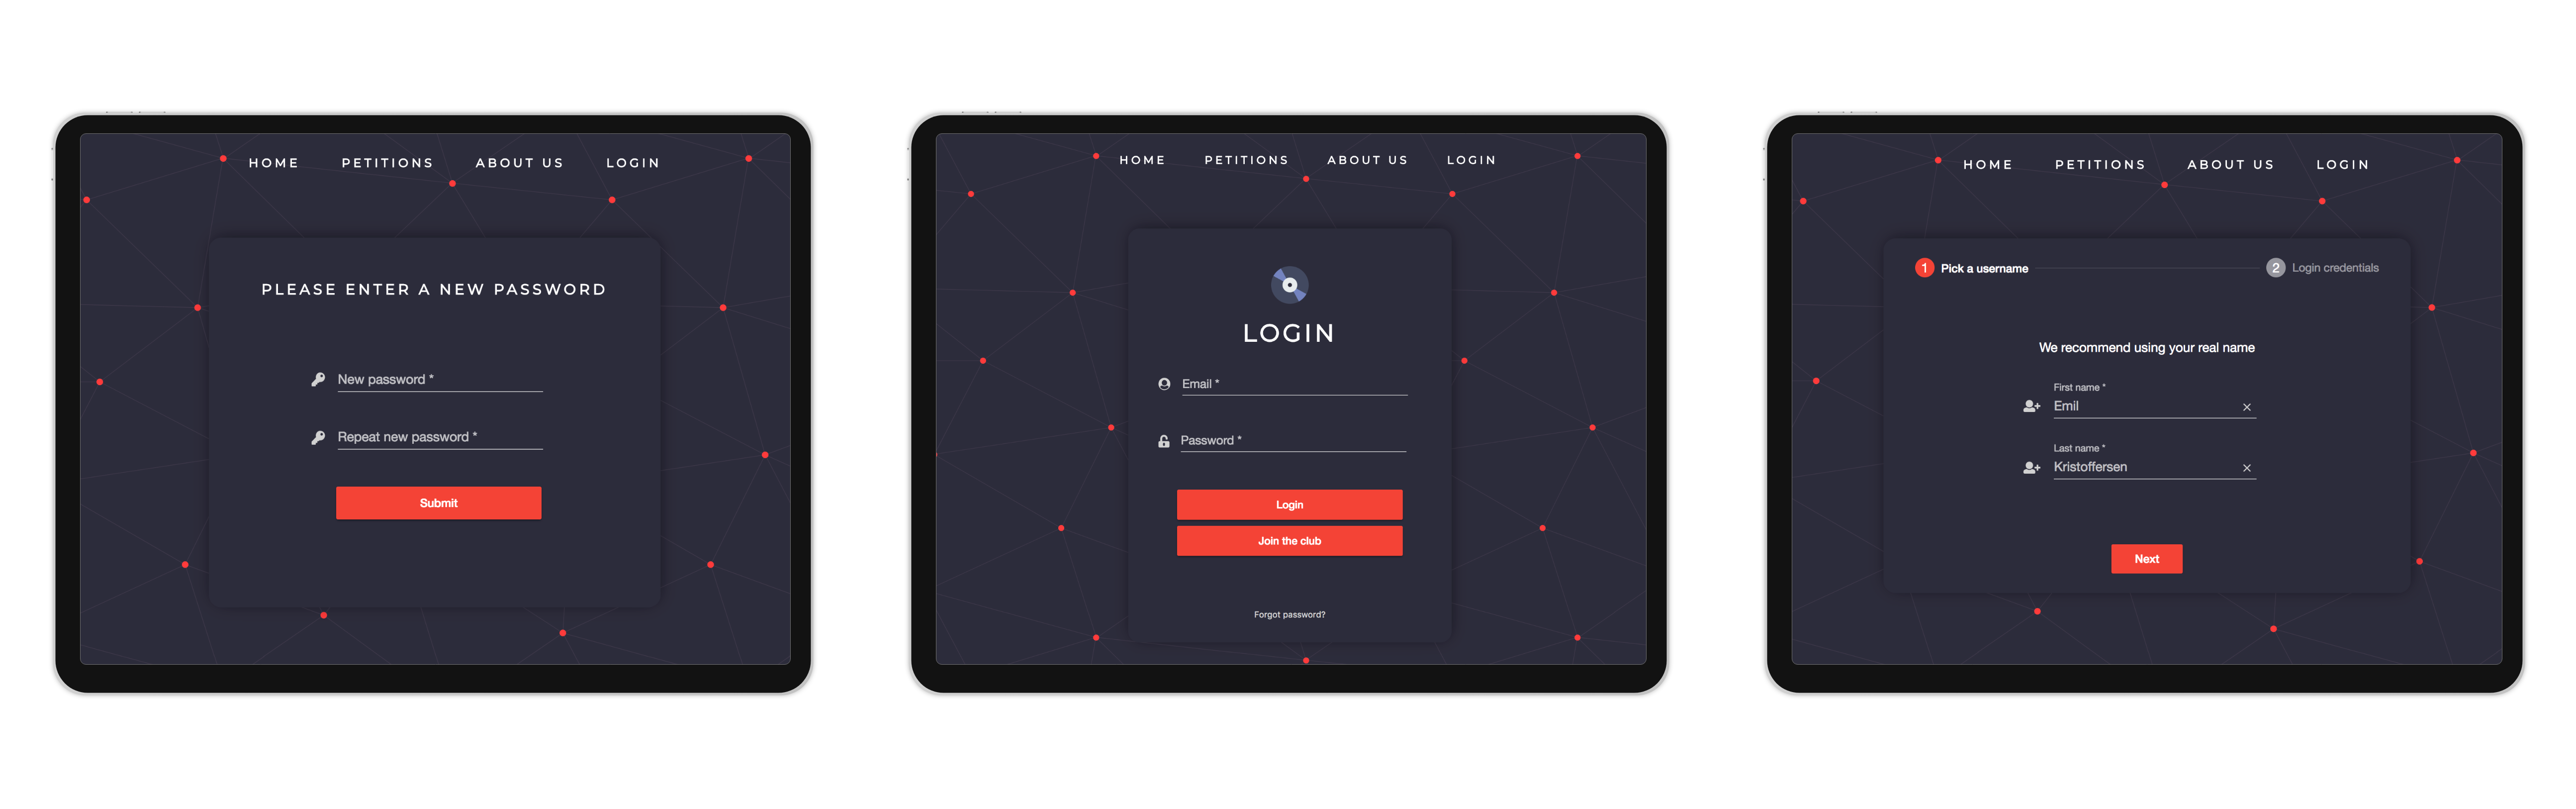 HOME PETITIONS ABOUT US LOGIN
PLEASE ENTER A NEW PASSWORD
New password *
Repeat new password *
Submit
HOME PETITIONS ABOUT US LOGIN
LOGIN
Email *
Password *
Login
Join the club
Forgot password?
HOME PETITIONS ABOUT US LOGIN
1 Pick a username 2 Login credentials
We recommend using your real name
First name *
Emil
Last name *
Kristoffersen
Next